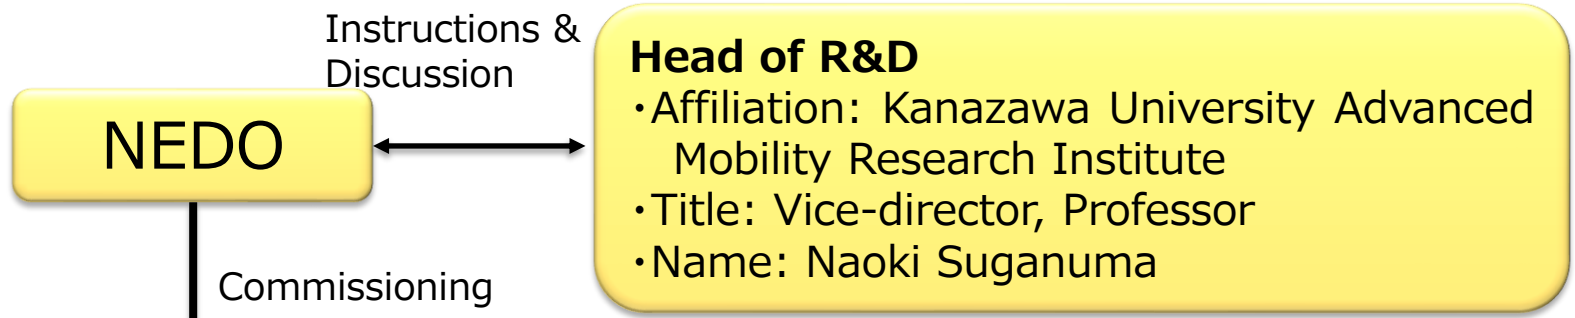 Instructions &
Discussion
NEDO
Commissioning
Head of R&D
・Affiliation: Kanazawa University Advanced
Mobility Research Institute
・Title: Vice-director, Professor
・Name: Naoki Suganuma